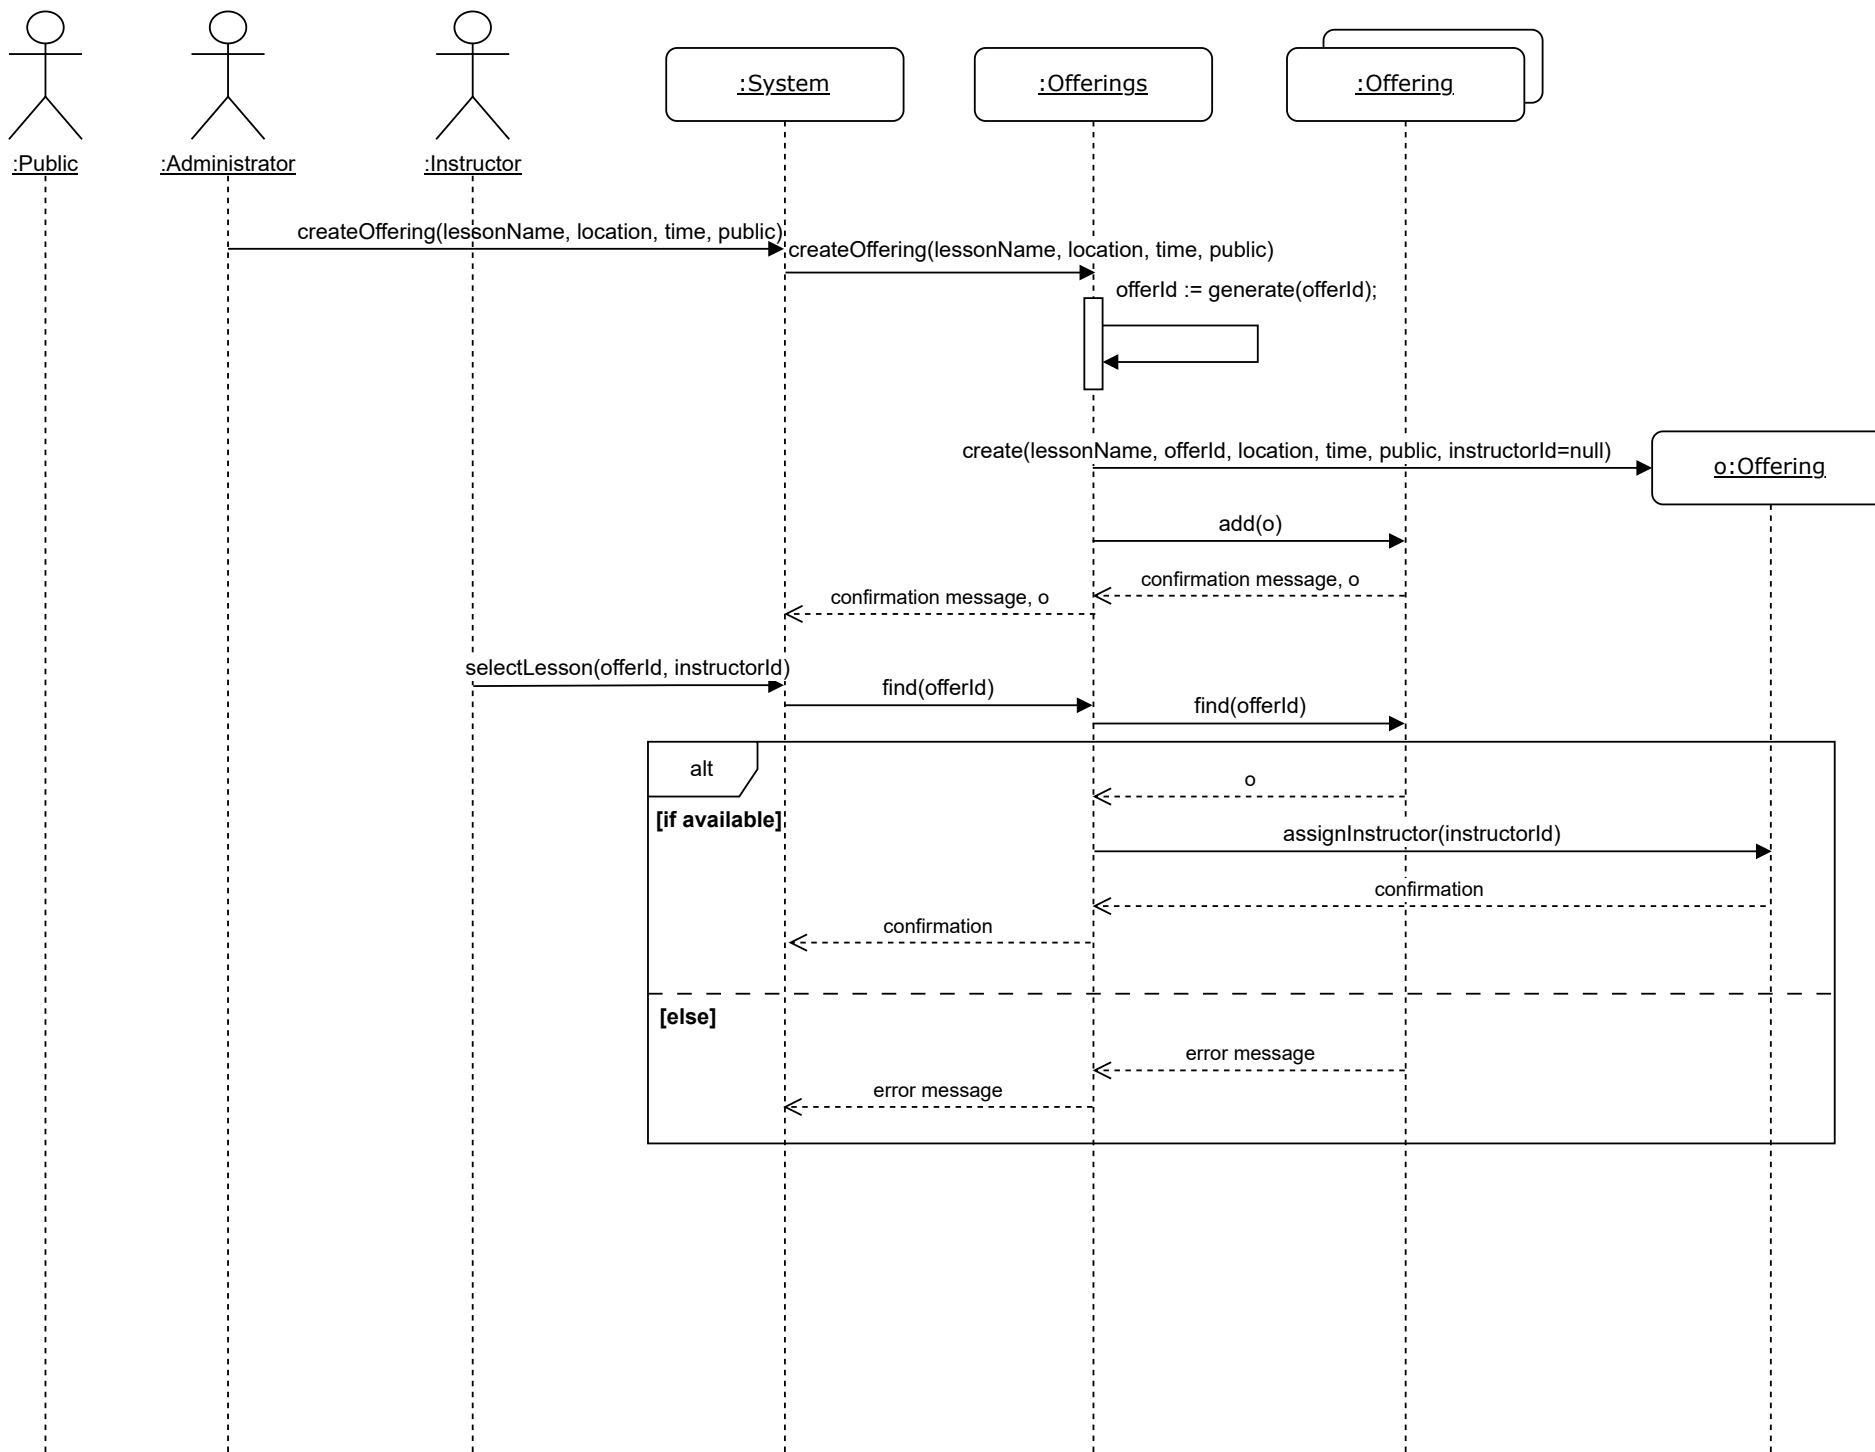 :System
:Offerings
:Offering
:Public
:Administrator
:Instructor
createOffering(lessonName, location, time, public)
createOffering(lessonName, location, time, public)
offerId := generate(offerId);
create(lessonName, offerId, location, time, public, instructorId=null)
o:Offering
add(o)
confirmation message, o
confirmation message, o
selectLesson(offerId, instructorId)
find(offerId)
find(offerId)
alt
o
[if available]
assignInstructor(instructorId)
confirmation
confirmation
[else]
error message
error message